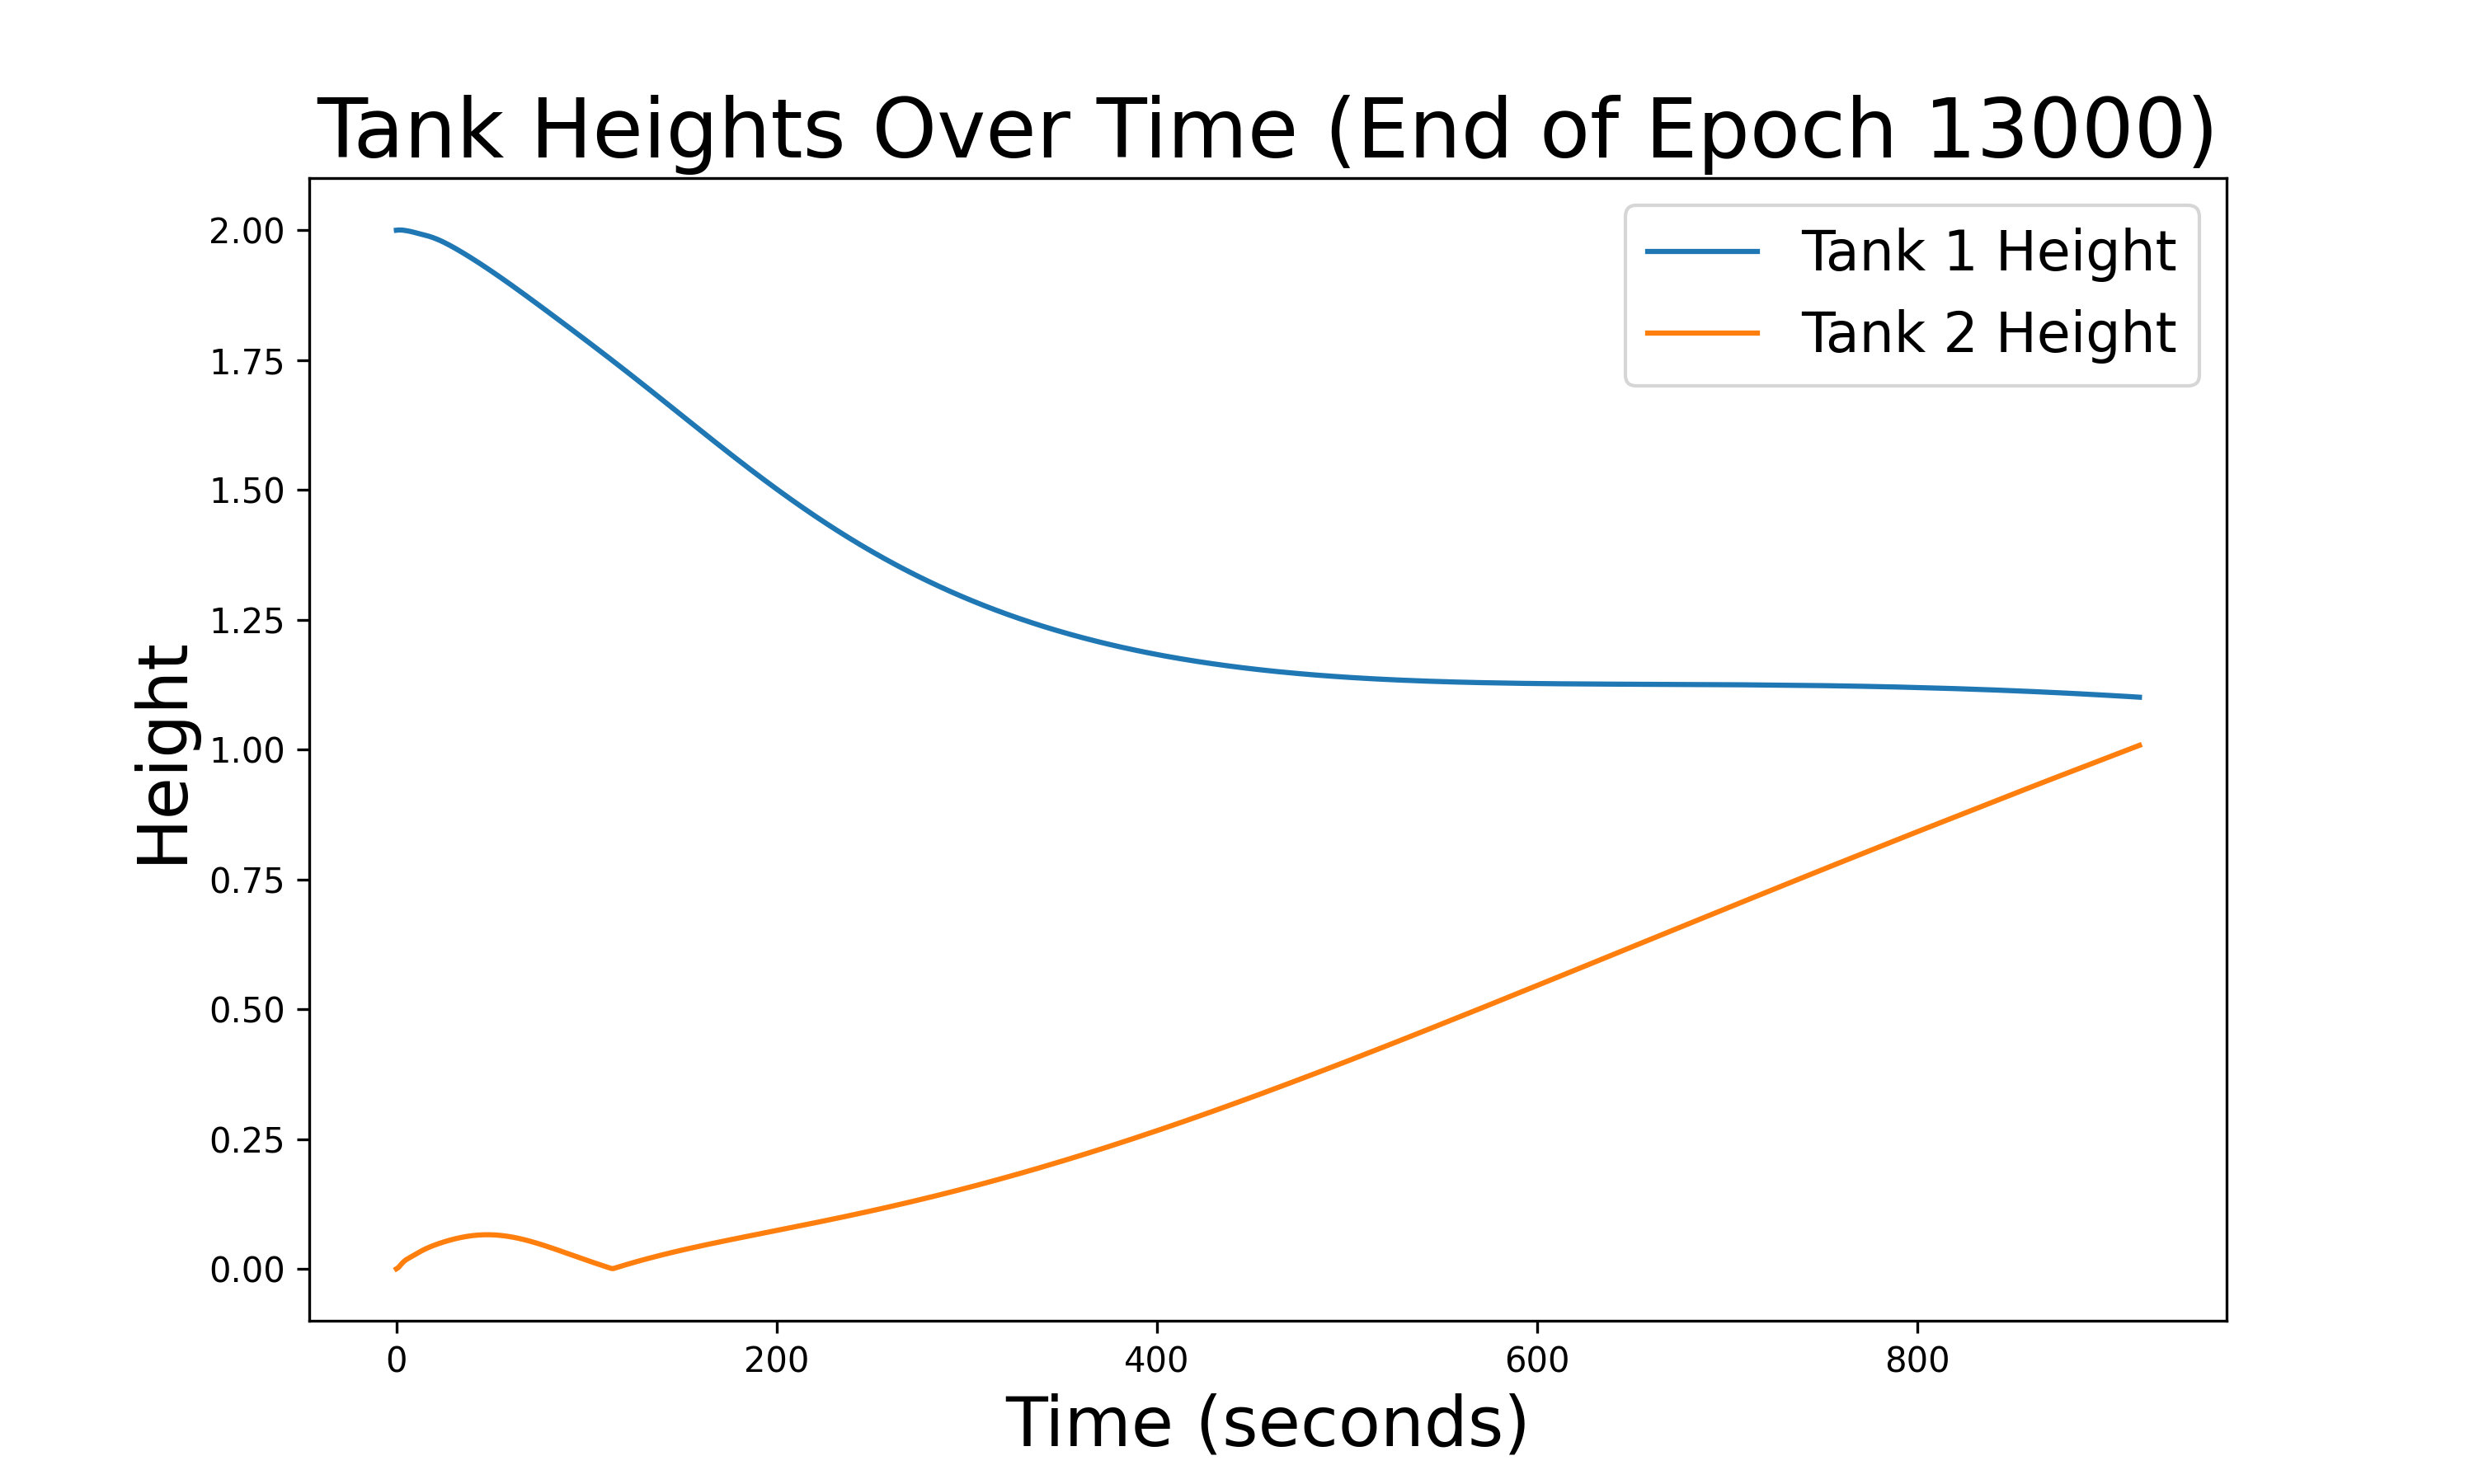 Tank Heights Over Time (End of Epoch 13000)
Tank 1 Height
Tank 2 Height
Height
2.00
1.75
1.50
1.25
1.00
0.75
0.50
0.25
0.00
0 200 400 600 800
Time (seconds)